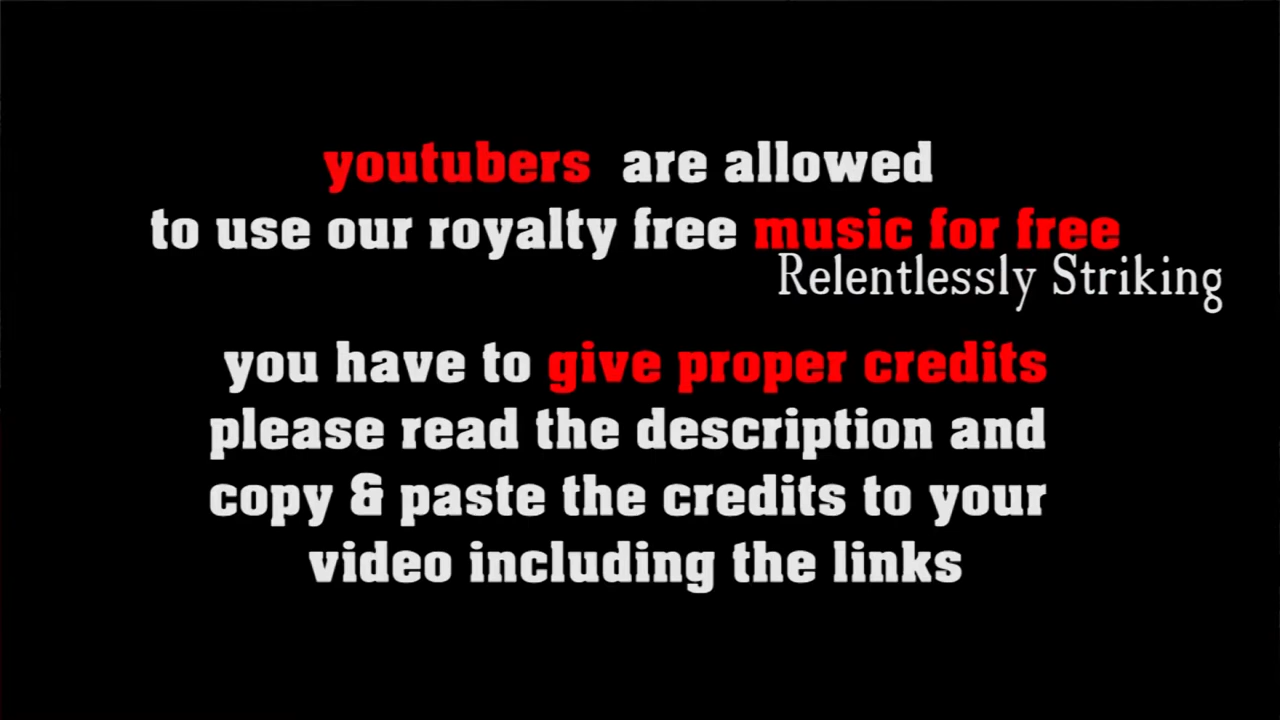 youtubers are allowed
to use our royalty free music for free
Relentlessly Striking
you have to give proper credits
please read the description and
copy & paste the credits to your
video including the links